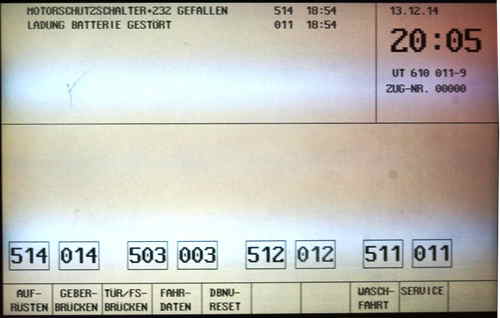 MOTORSCHUTZSCHALTER+232 GEFALLEN 514 18:54
LADUNG BATTERIE GESTÖRT 011 18:54
13.12.14
20:05
UT 610 011-9
ZUG-NR. 00000
514 014 503 003 512 012 511 011
AUF-
RÜSTEN
GEBER-
BRÜCKEN
TÜR/FS-
BRÜCKEN
FAHR-
DATEN
DBNU-
RESET
WASCH-
FAHRT
SERVICE